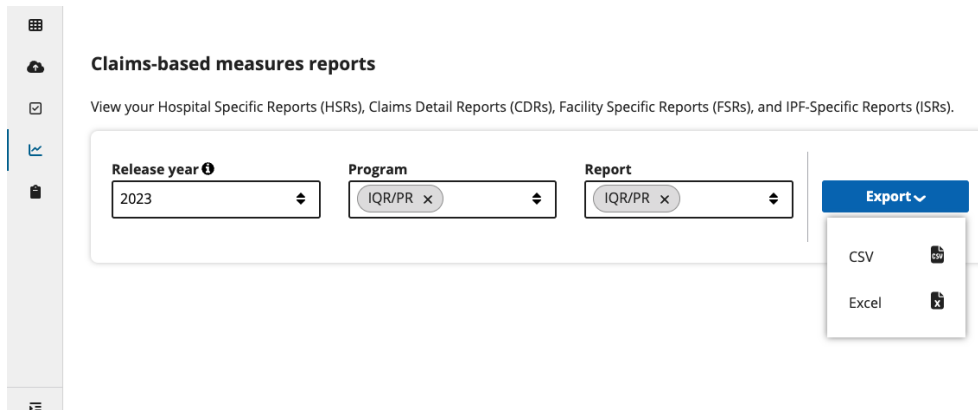 Claims-based measures reports
View your Hospital Specific Reports (HSRs), Claims Detail Reports (CDRs), Facility Specific Reports (FSRs), and IPF-Specific Reports (ISRs).
Release year
Program
Report
2023
IQR/PR
IQR/PR
Export
CSV
CSV
Excel